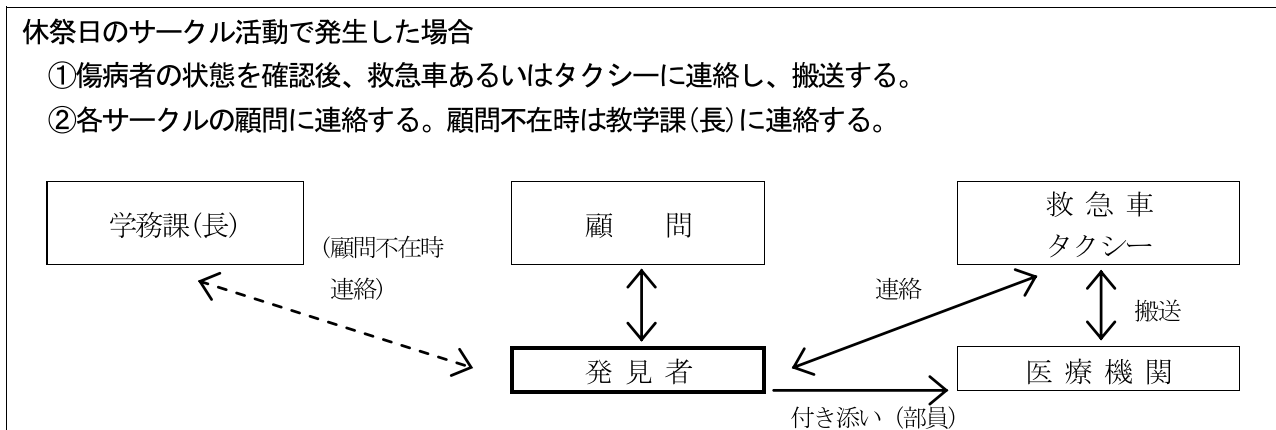 休祭日のサークル活動で発生した場合
①傷病者の状態を確認後、救急車あるいはタクシーに連絡し、搬送する。
②各サークルの顧問に連絡する。顧問不在時は教学課(長)に連絡する。
学務課(長)
(顧問不在時
連絡)
顧　問
救 急 車
タクシー
連絡
搬送
発 見 者
医 療 機 関
付き添い（部員）